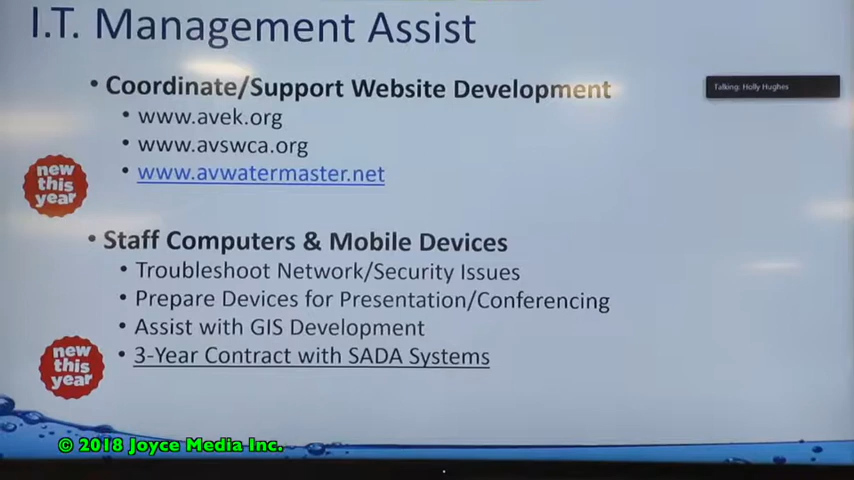 I.T. Management Assist
• Coordinate/Support Website Development
Talking: Holly Hughes
• www.avek.org
• www.avswca.org
• www.avwatermaster.net
new
this
year
• Staff Computers & Mobile Devices
• Troubleshoot Network/Security Issues
• Prepare Devices for Presentation/Conferencing
• Assist with GIS Development
• 3-Year Contract with SADA Systems
new
this
year
© 2018 Joyce Media Inc.